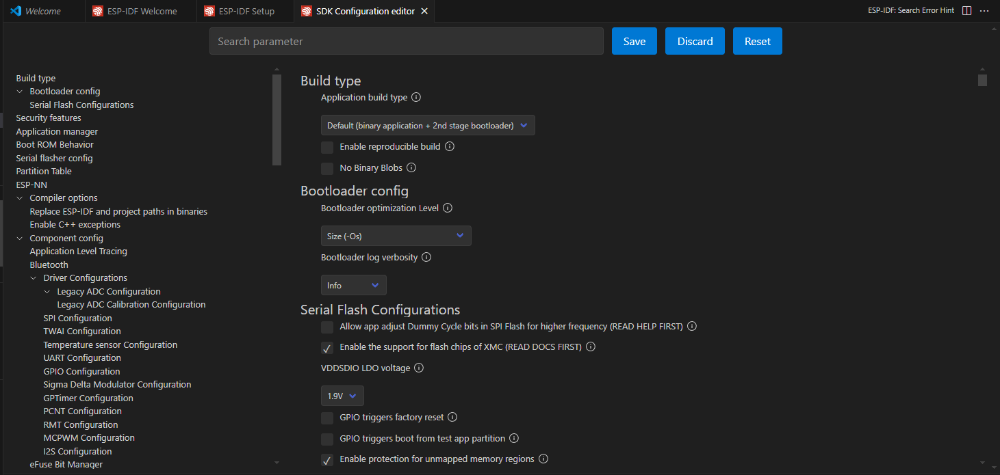 Welcome
ESP-IDF Welcome
ESP-IDF Setup
SDK Configuration editor
ESP-IDF: Search Error Hint
Search parameter
Save
Discard
Reset
Build type
Bootloader config
Serial Flash Configurations
Security features
Application manager
Boot ROM Behavior
Serial flasher config
Partition Table
ESP-NN
Compiler options
Replace ESP-IDF and project paths in binaries
Enable C++ exceptions
Component config
Application Level Tracing
Bluetooth
Driver Configurations
Legacy ADC Configuration
Legacy ADC Calibration Configuration
SPI Configuration
TWAI Configuration
Temperature sensor Configuration
UART Configuration
GPIO Configuration
Sigma Delta Modulator Configuration
GPTimer Configuration
PCNT Configuration
RMT Configuration
MCPWM Configuration
I2S Configuration
eFuse Bit Manager
Build type
Application build type
Default (binary application + 2nd stage bootloader)
Enable reproducible build
No Binary Blobs
Bootloader config
Bootloader optimization Level
Size (-Os)
Bootloader log verbosity
Info
Serial Flash Configurations
Allow app adjust Dummy Cycle bits in SPI Flash for higher frequency (READ HELP FIRST)
Enable the support for flash chips of XMC (READ DOCS FIRST)
VDDSDIO LDO voltage
1.9V
GPIO triggers factory reset
GPIO triggers boot from test app partition
Enable protection for unmapped memory regions